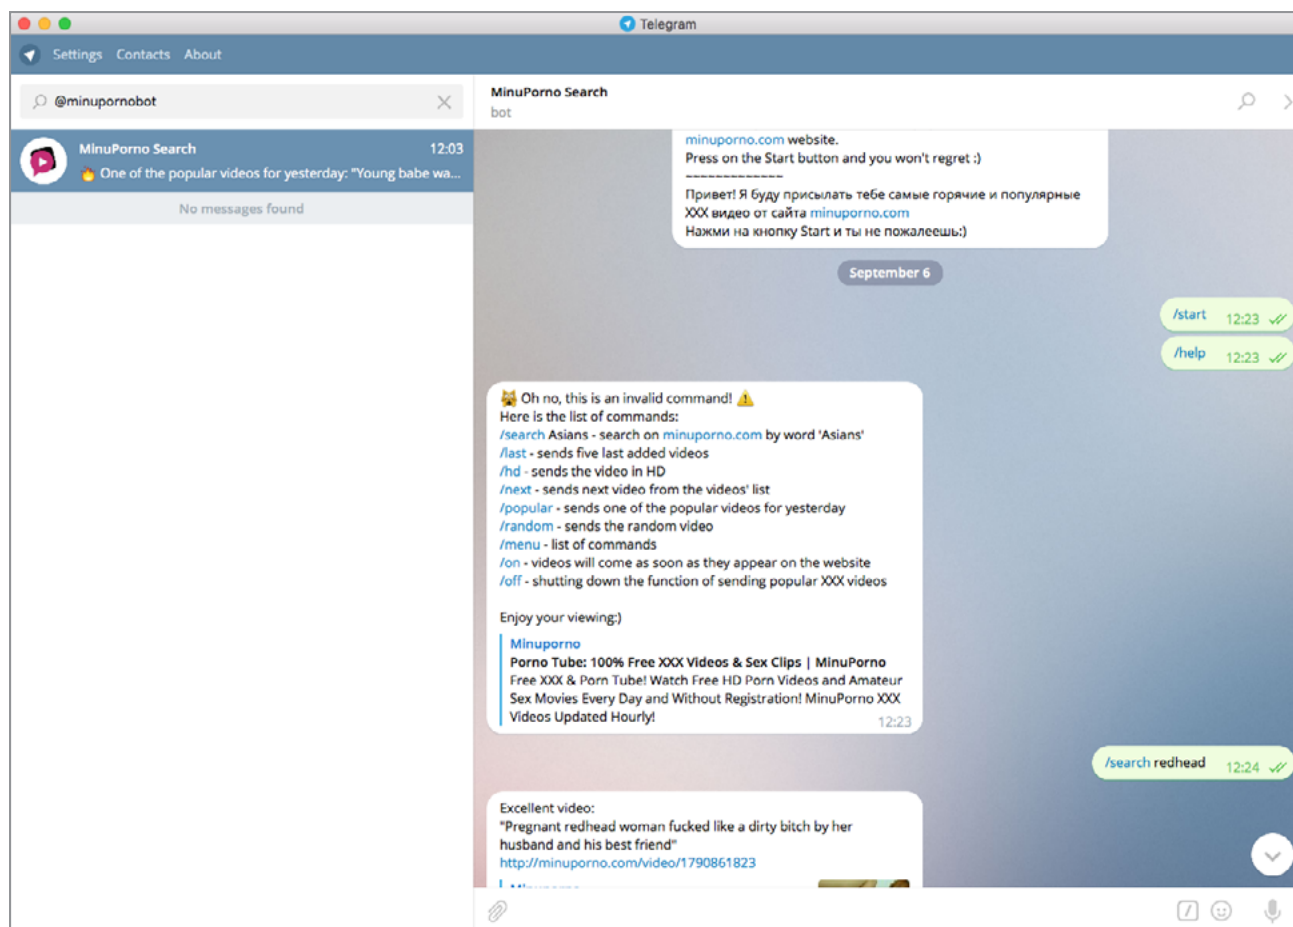 Telegram
Settings Contacts About
@minupornobot
MinuPorno Search 12:03
🔥 One of the popular videos for yesterday: "Young babe wa...
No messages found
MinuPorno Search
bot
minuporno.com website.
Press on the Start button and you won't regret :)
~~~~~~~~~~~~~
Привет! Я буду присылать тебе самые горячие и популярные
XXX видео от сайта minuporno.com
Нажми на кнопку Start и ты не пожалеешь:)
September 6
/start 12:23
/help 12:23
🙀 Oh no, this is an invalid command! ⚠️
Here is the list of commands:
/search Asians - search on minuporno.com by word 'Asians'
/last - sends five last added videos
/hd - sends the video in HD
/next - sends next video from the videos' list
/popular - sends one of the popular videos for yesterday
/random - sends the random video
/menu - list of commands
/on - videos will come as soon as they appear on the website
/off - shutting down the function of sending popular XXX videos
Enjoy your viewing:)
Minuporno
Porno Tube: 100% Free XXX Videos & Sex Clips | MinuPorno
Free XXX & Porn Tube! Watch Free HD Porn Videos and Amateur
Sex Movies Every Day and Without Registration! MinuPorno XXX
Videos Updated Hourly!
12:23
/search redhead 12:24
Excellent video:
"Pregnant redhead woman fucked like a dirty bitch by her
husband and his best friend"
http://minuporno.com/video/1790861823